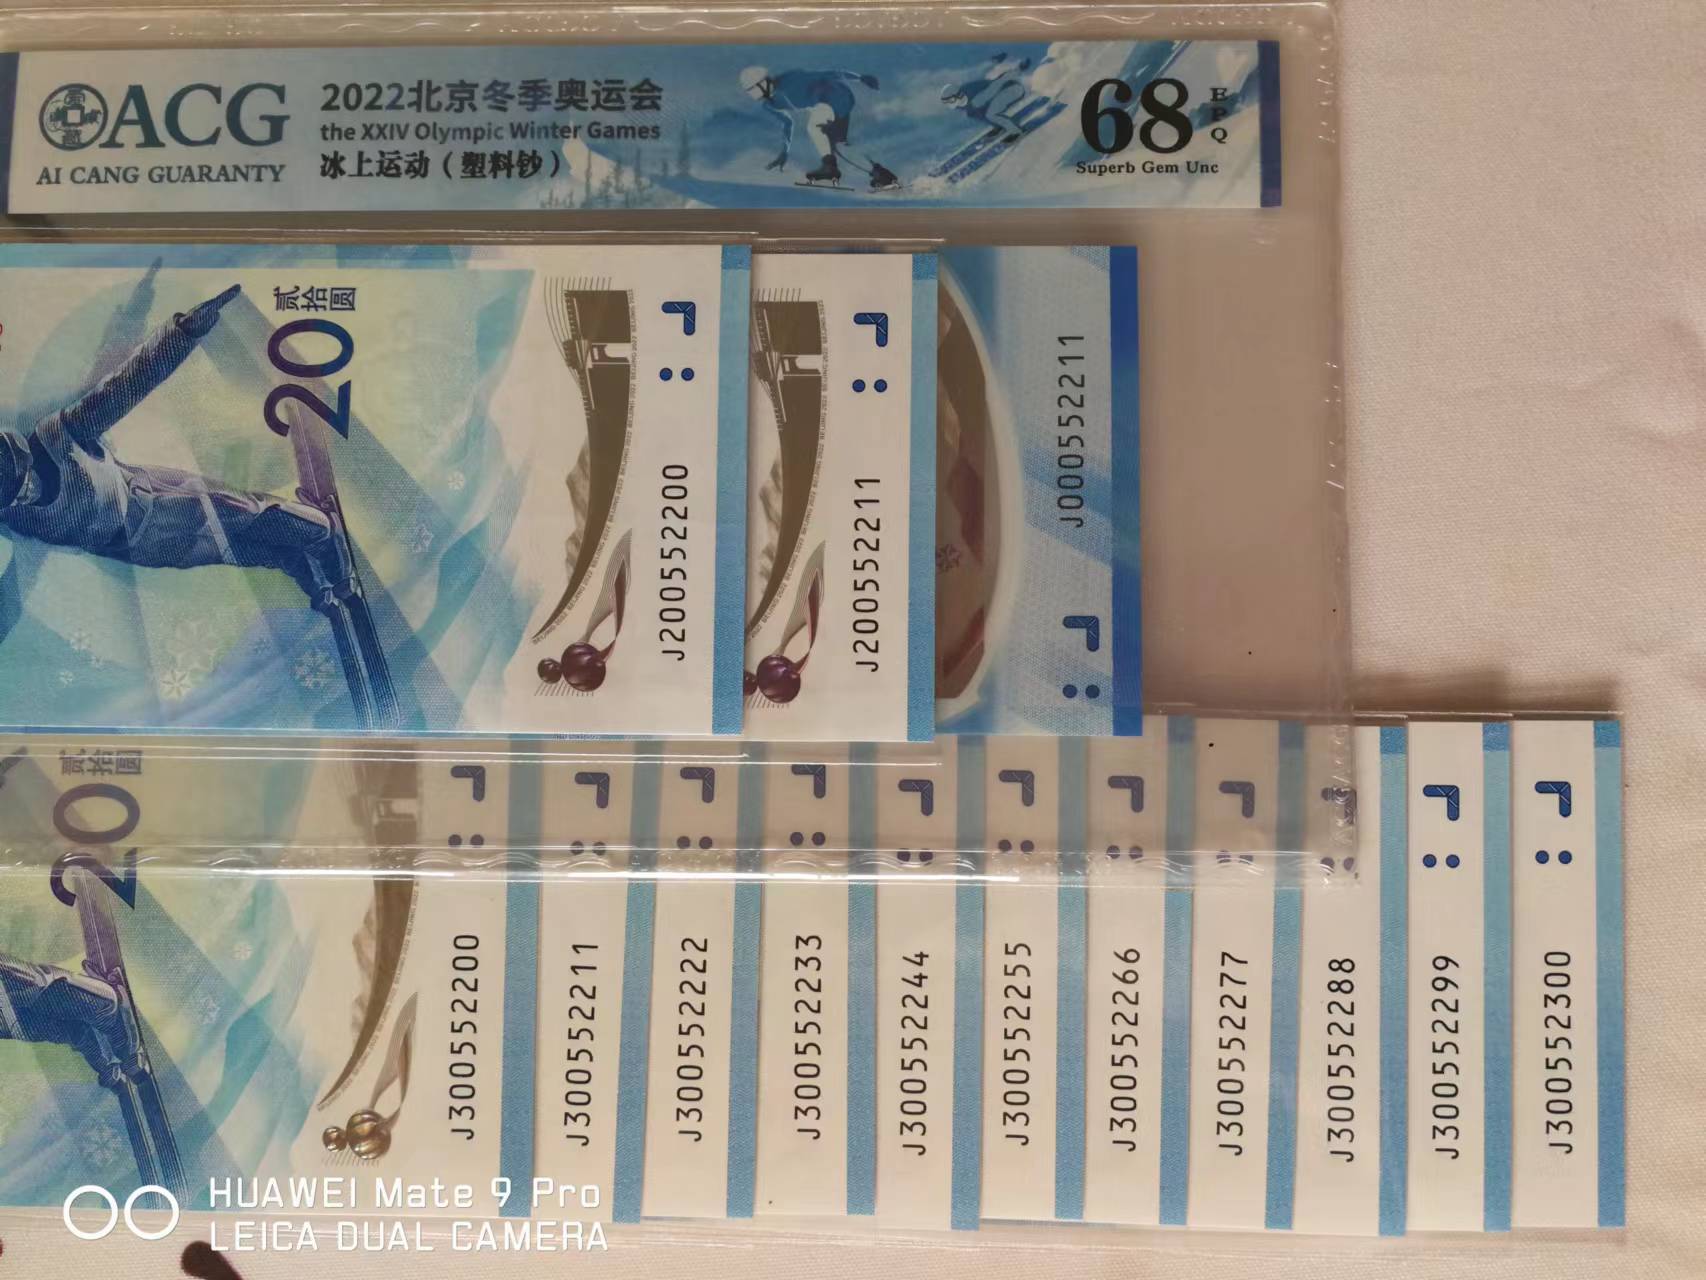 ACG
AI CANG GUARANTY
2022北京冬季奥运会
the XXIV Olympic Winter Games
冰上运动（塑料钞）
68
EPQ
Superb Gem Unc
贰拾圆
20
J200552200
J200552211
J000552211
贰拾圆
20
J300552200
J300552211
J300552222
J300552233
J300552244
J300552255
J300552266
J300552277
J300552288
J300552299
J300552300
HUAWEI Mate 9 Pro
LEICA DUAL CAMERA